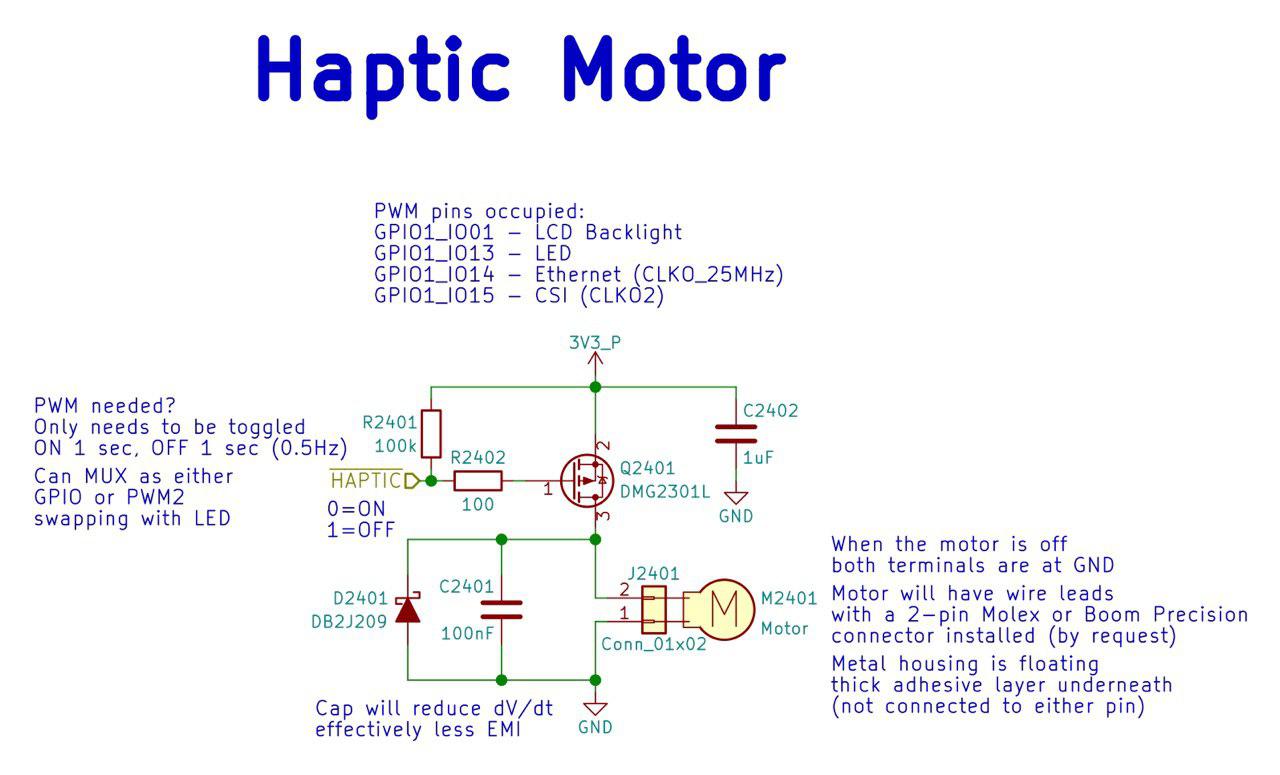 Haptic Motor
PWM pins occupied:
GPIO1_IO01 – LCD Backlight
GPIO1_IO13 – LED
GPIO1_IO14 – Ethernet (CLKO_25MHz)
GPIO1_IO15 – CSI (CLKO2)
3V3_P
PWM needed?
Only needs to be toggled
ON 1 sec, OFF 1 sec (0.5Hz)
Can MUX as either
GPIO or PWM2
swapping with LED
R2401
100k
C2402
1uF
GND
HAPTIC
0=ON
1=OFF
R2402
100
1
2
3
Q2401
DMG2301L
D2401
DB2J209
C2401
100nF
J2401
2
1
Conn_01x02
M
M2401
Motor
GND
Cap will reduce dV/dt
effectively less EMI
When the motor is off
both terminals are at GND
Motor will have wire leads
with a 2–pin Molex or Boom Precision
connector installed (by request)
Metal housing is floating
thick adhesive layer underneath
(not connected to either pin)